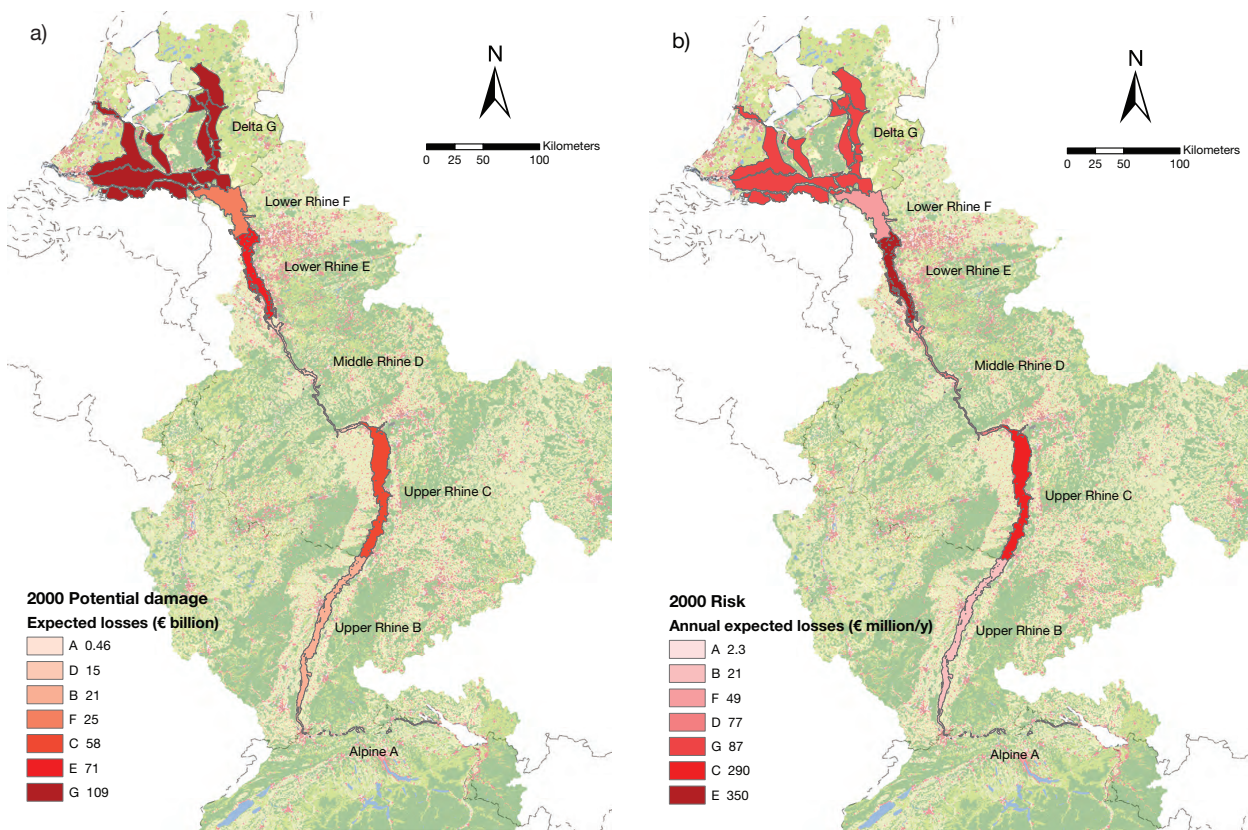 a)
N
Kilometers
0 25 50 100
Delta G
Lower Rhine F
Lower Rhine E
Middle Rhine D
Upper Rhine C
Upper Rhine B
Alpine A
2000 Potential damage
Expected losses (€ billion)
A 0.46
D 15
B 21
F 25
C 58
E 71
G 109
b)
N
Kilometers
0 25 50 100
Delta G
Lower Rhine F
Lower Rhine E
Middle Rhine D
Upper Rhine C
Upper Rhine B
Alpine A
2000 Risk
Annual expected losses (€ million/y)
A 2.3
B 21
F 49
D 77
G 87
C 290
E 350